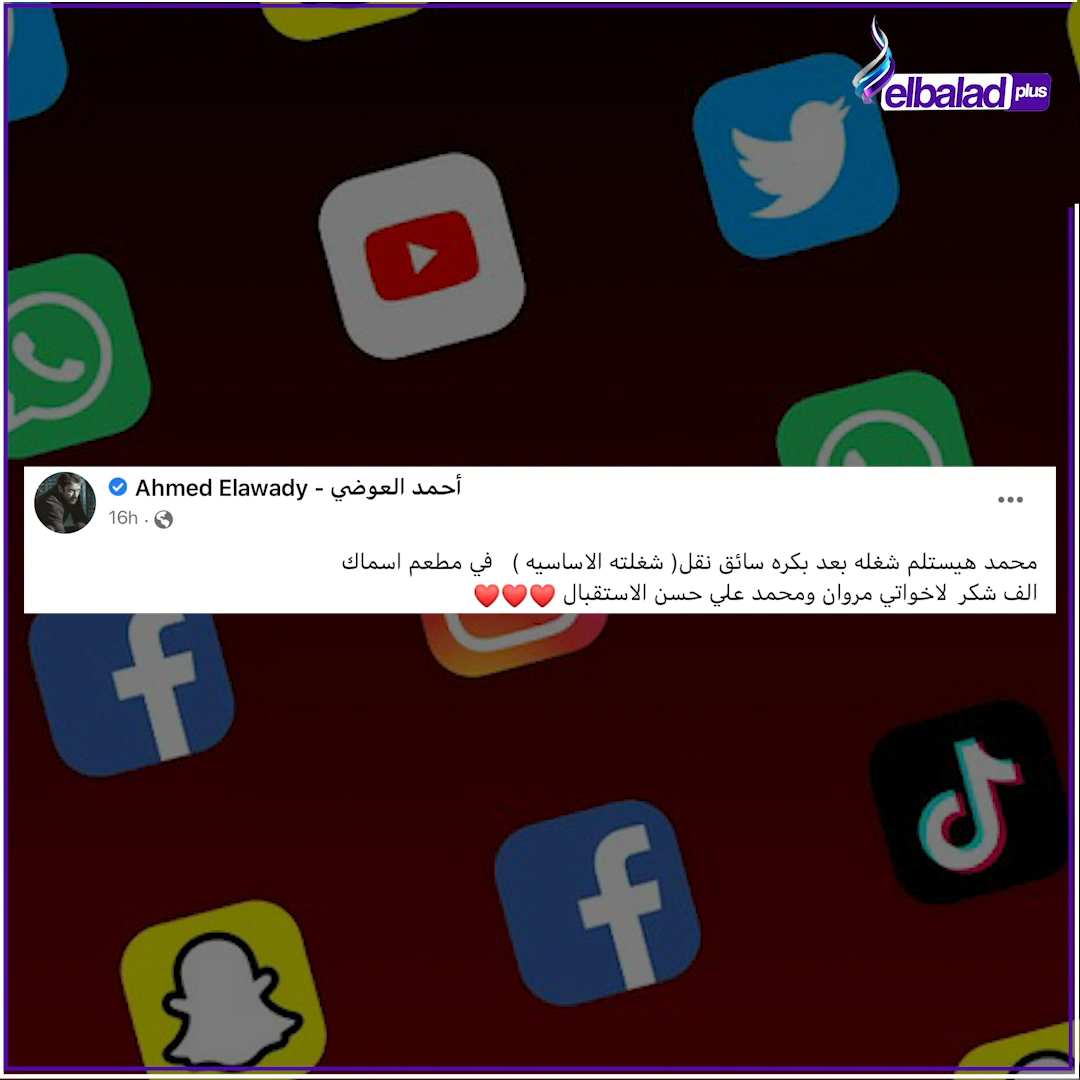 elbalad plus
Ahmed Elawady - أحمد العوضي
16h ·
محمد هيستلم شغله بعد بكره سائق نقل( شغلته الاساسيه ) في مطعم اسماك
الف شكر لاخواتي مروان ومحمد علي حسن الاستقبال ♥️♥️♥️